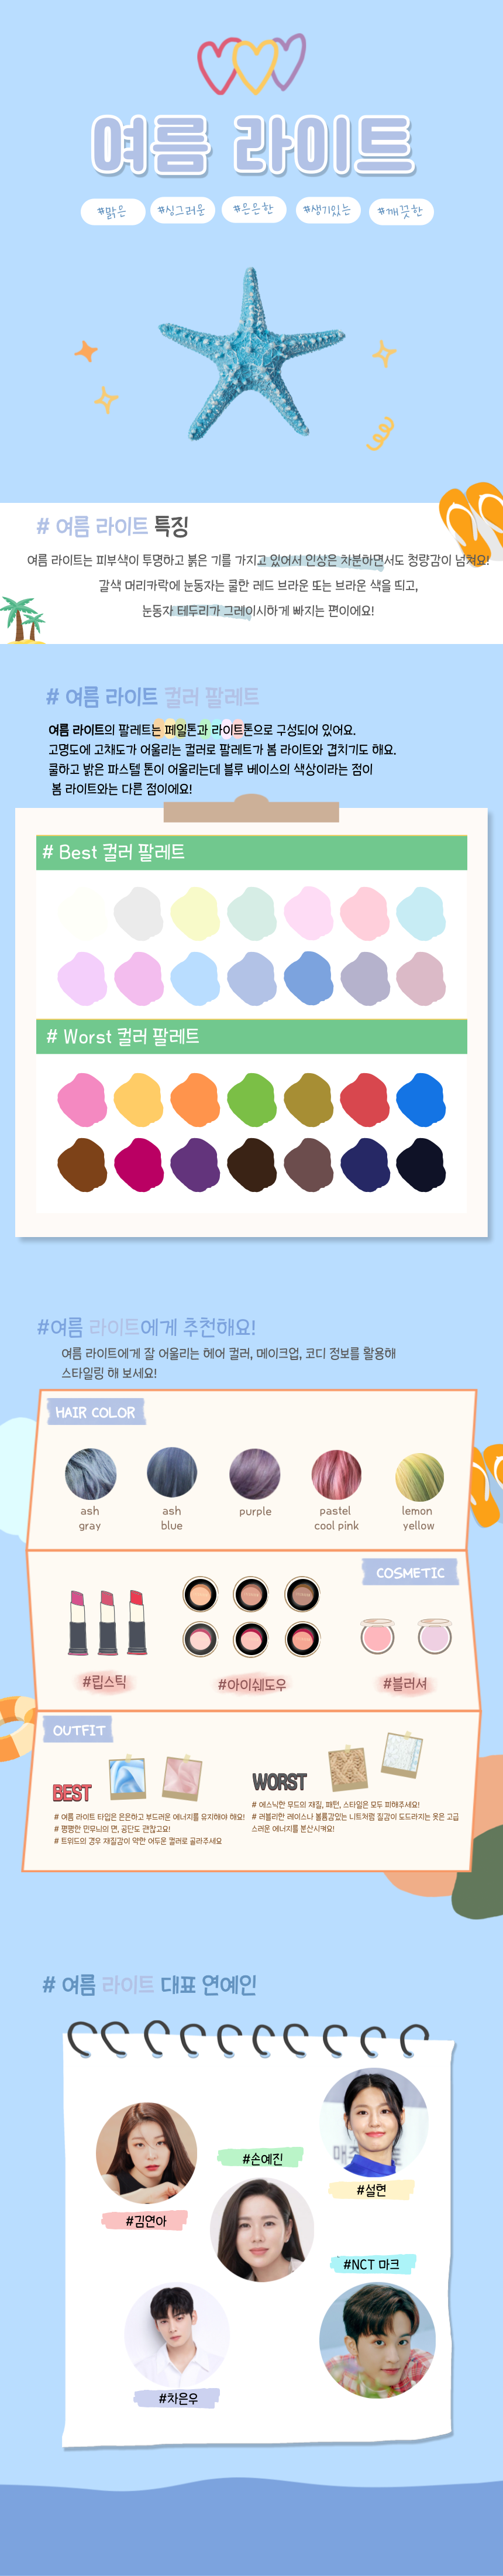 여름 라이트
#맑은 #싱그러운 #은은한 #생기있는 #깨끗한
# 여름 라이트 특징
여름 라이트는 피부색이 투명하고 붉은 기를 가지고 있어서 인상은 차분하면서도 청량감이 넘쳐요!
갈색 머리카락에 눈동자는 쿨한 레드 브라운 또는 브라운 색을 띄고,
눈동자 테두리가 그레이시하게 빠지는 편이에요!
# 여름 라이트 컬러 팔레트
여름 라이트의 팔레트는 페일톤과 라이트톤으로 구성되어 있어요.
고명도에 고채도가 어울리는 컬러로 팔레트가 봄 라이트와 겹치기도 해요.
쿨하고 밝은 파스텔 톤이 어울리는데 블루 베이스의 색상이라는 점이
봄 라이트와는 다른 점이에요!
# Best 컬러 팔레트
# Worst 컬러 팔레트
#여름 라이트에게 추천해요!
여름 라이트에게 잘 어울리는 헤어 컬러, 메이크업, 코디 정보를 활용해
스타일링 해 보세요!
HAIR COLOR
ash gray
ash blue
purple
pastel cool pink
lemon yellow
COSMETIC
#립스틱
#아이쉐도우
#블러셔
OUTFIT
BEST
# 여름 라이트 타입은 은은하고 부드러운 에너지를 유지해야 해요!
# 평평한 민무늬의 면, 공단도 괜찮고요!
# 트위드의 경우 재질감이 약한 어두운 컬러로 골라주세요
WORST
# 에스닉한 무드의 재질, 패턴, 스타일은 모두 피해주세요!
# 러블리한 레이스나 볼륨감있는 니트처럼 질감이 도드라지는 옷은 고급
스러운 에너지를 분산시켜요!
# 여름 라이트 대표 연예인
#손예진
#설현
#김연아
#NCT 마크
#차은우